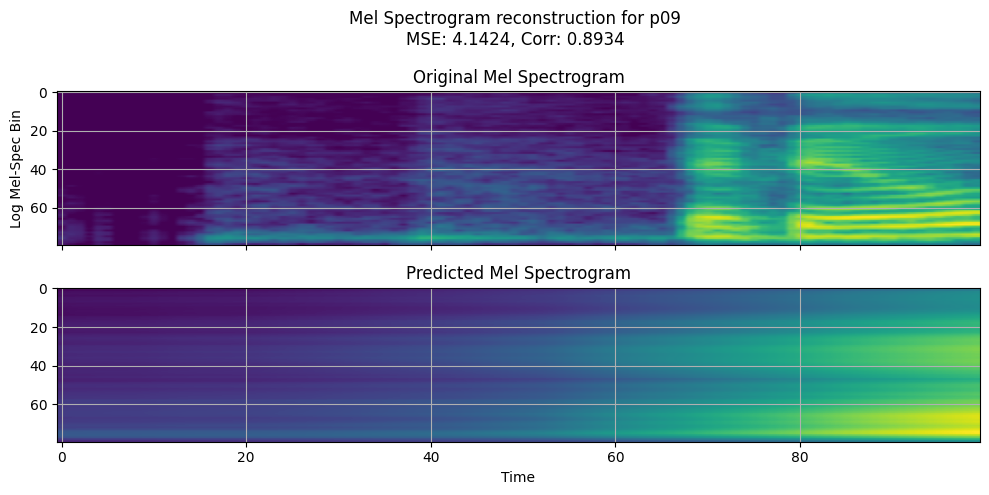 Mel Spectrogram reconstruction for p09
MSE: 4.1424, Corr: 0.8934
Original Mel Spectrogram
0
20
40
60
Log Mel-Spec Bin
Predicted Mel Spectrogram
0
20
40
60
0 20 40 60 80
Time